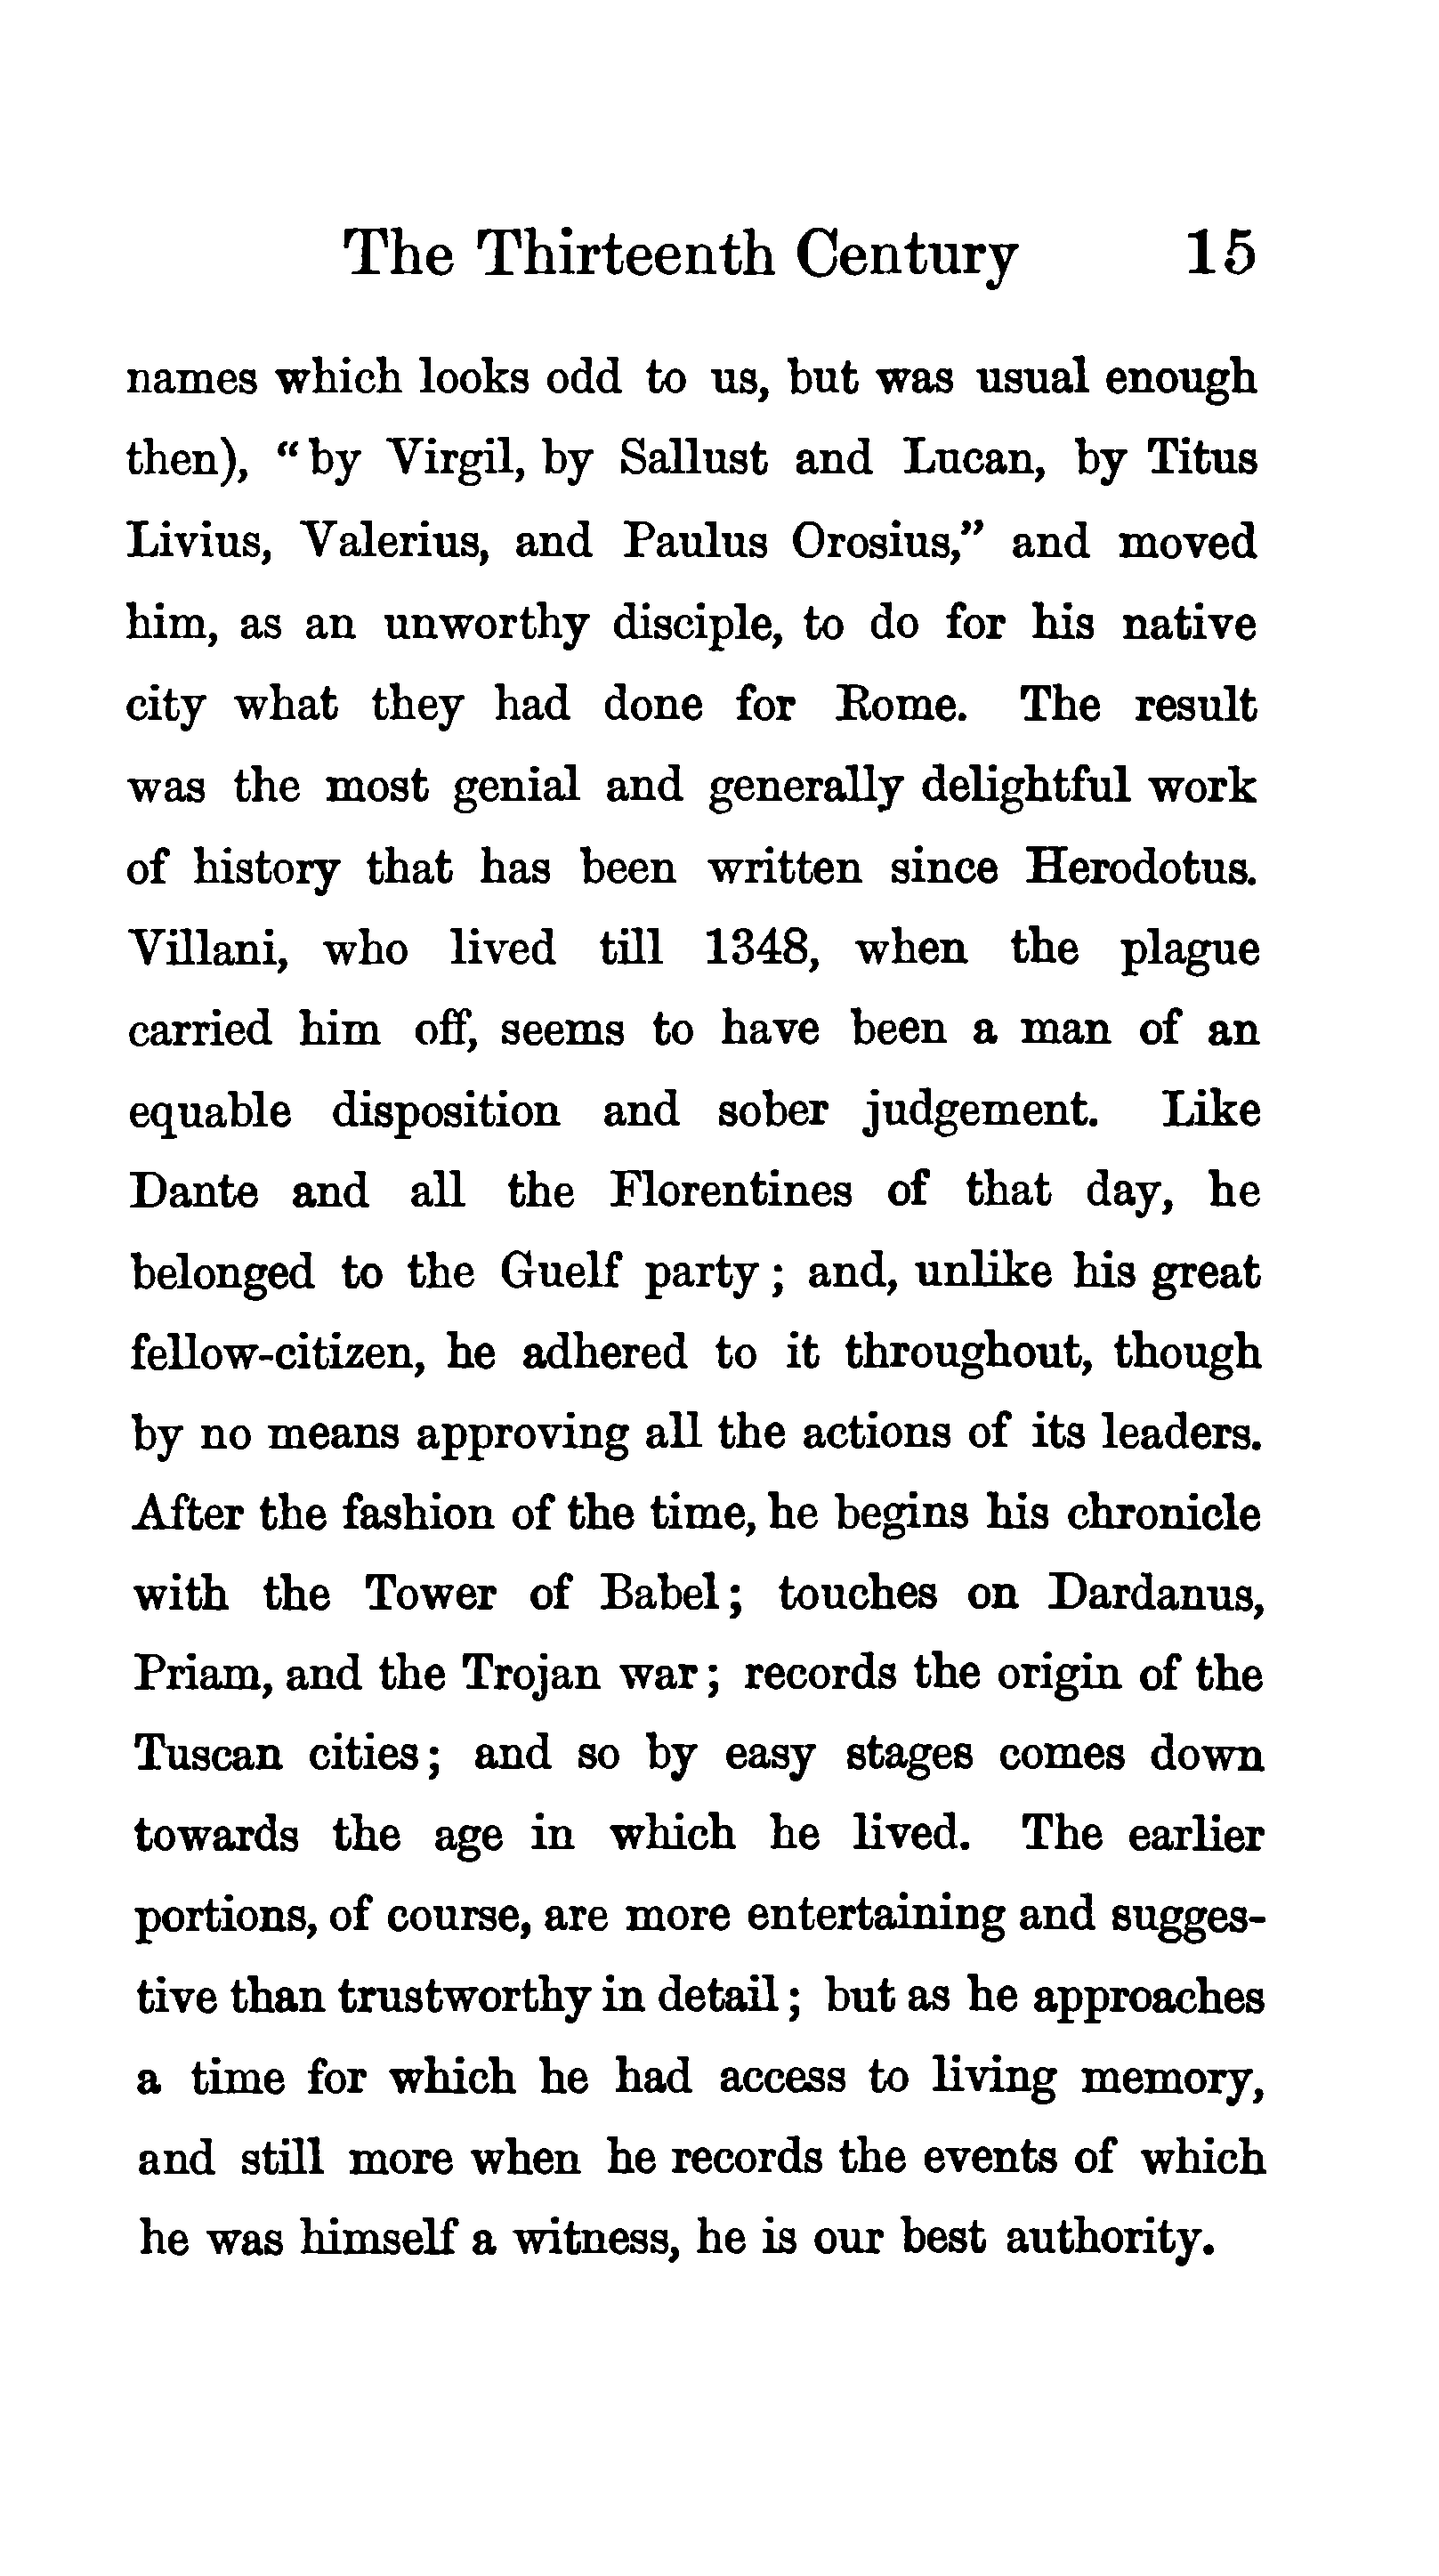 The Thirteenth Century 15
names which looks odd to us, but was usual enough
then), “by Virgil, by Sallust and Lucan, by Titus
Livius, Valerius, and Paulus Orosius,” and moved
him, as an unworthy disciple, to do for his native
city what they had done for Rome. The result
was the most genial and generally delightful work
of history that has been written since Herodotus.
Villani, who lived till 1348, when the plague
carried him off, seems to have been a man of an
equable disposition and sober judgement. Like
Dante and all the Florentines of that day, he
belonged to the Guelf party; and, unlike his great
fellow-citizen, he adhered to it throughout, though
by no means approving all the actions of its leaders.
After the fashion of the time, he begins his chronicle
with the Tower of Babel; touches on Dardanus,
Priam, and the Trojan war; records the origin of the
Tuscan cities; and so by easy stages comes down
towards the age in which he lived. The earlier
portions, of course, are more entertaining and sugges-
tive than trustworthy in detail; but as he approaches
a time for which he had access to living memory,
and still more when he records the events of which
he was himself a witness, he is our best authority.